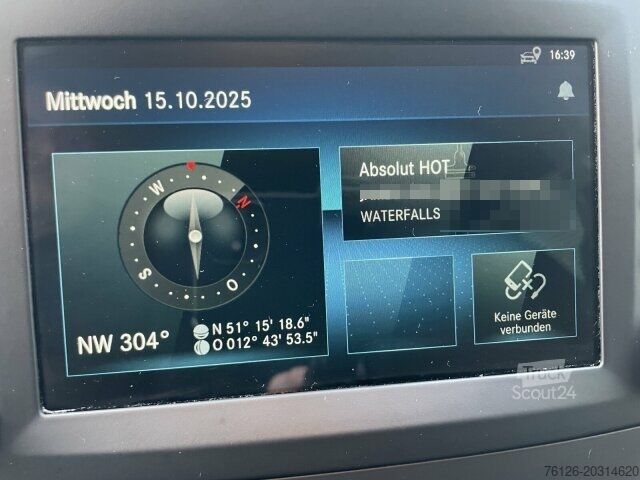 16:39
Mittwoch 15.10.2025
W
N
S
O
Absolut HOT
WATERFALLS
NW 304°
N 51° 15' 18.6"
O 012° 43' 53.5"
Keine Geräte
verbunden
Truck
Scout24
76126-20314620